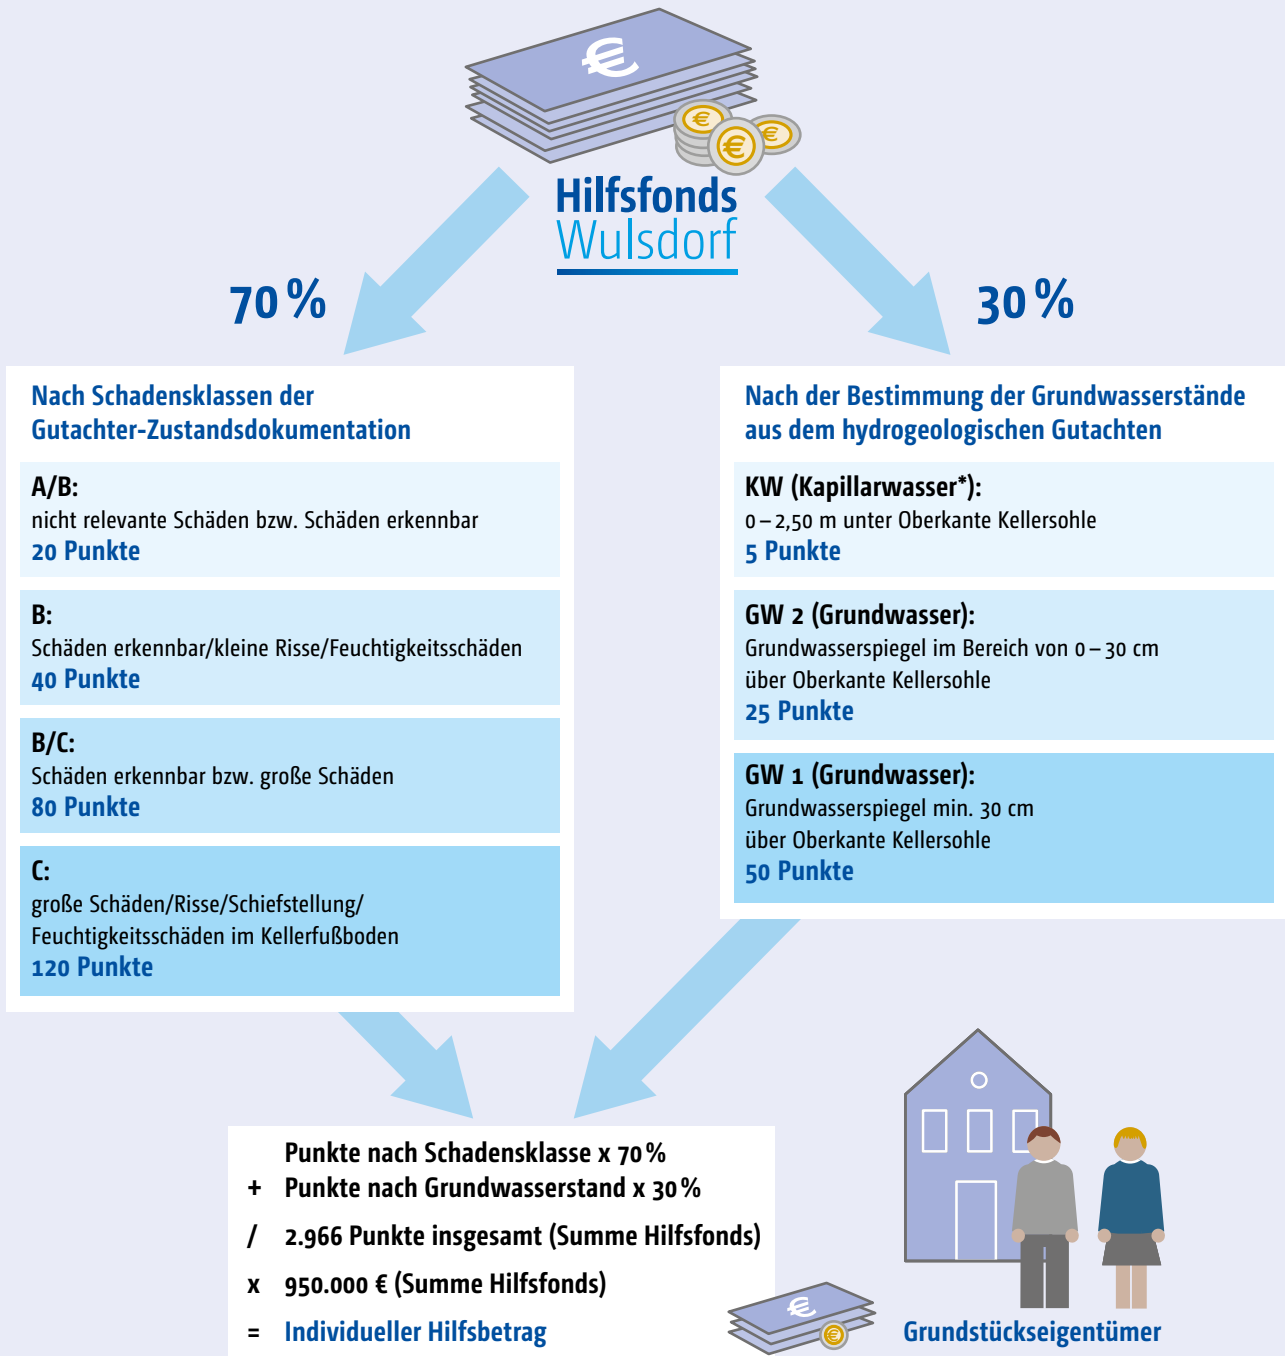 €
€
€
€
Hilfsfonds
Wulsdorf
70 %
30 %
Nach Schadensklassen der
Gutachter-Zustandsdokumentation
A/B:
nicht relevante Schäden bzw. Schäden erkennbar
20 Punkte
B:
Schäden erkennbar/kleine Risse/Feuchtigkeitsschäden
40 Punkte
B/C:
Schäden erkennbar bzw. große Schäden
80 Punkte
C:
große Schäden/Risse/Schiefstellung/
Feuchtigkeitsschäden im Kellerfußboden
120 Punkte
Nach der Bestimmung der Grundwasserstände
aus dem hydrogeologischen Gutachten
KW (Kapillarwasser*):
0 – 2,50 m unter Oberkante Kellersohle
5 Punkte
GW 2 (Grundwasser):
Grundwasserspiegel im Bereich von 0 – 30 cm
über Oberkante Kellersohle
25 Punkte
GW 1 (Grundwasser):
Grundwasserspiegel min. 30 cm
über Oberkante Kellersohle
50 Punkte
Punkte nach Schadensklasse x 70 %
+ Punkte nach Grundwasserstand x 30 %
/ 2.966 Punkte insgesamt (Summe Hilfsfonds)
x 950.000 € (Summe Hilfsfonds)
= Individueller Hilfsbetrag
€
€
Grundstückseigentümer